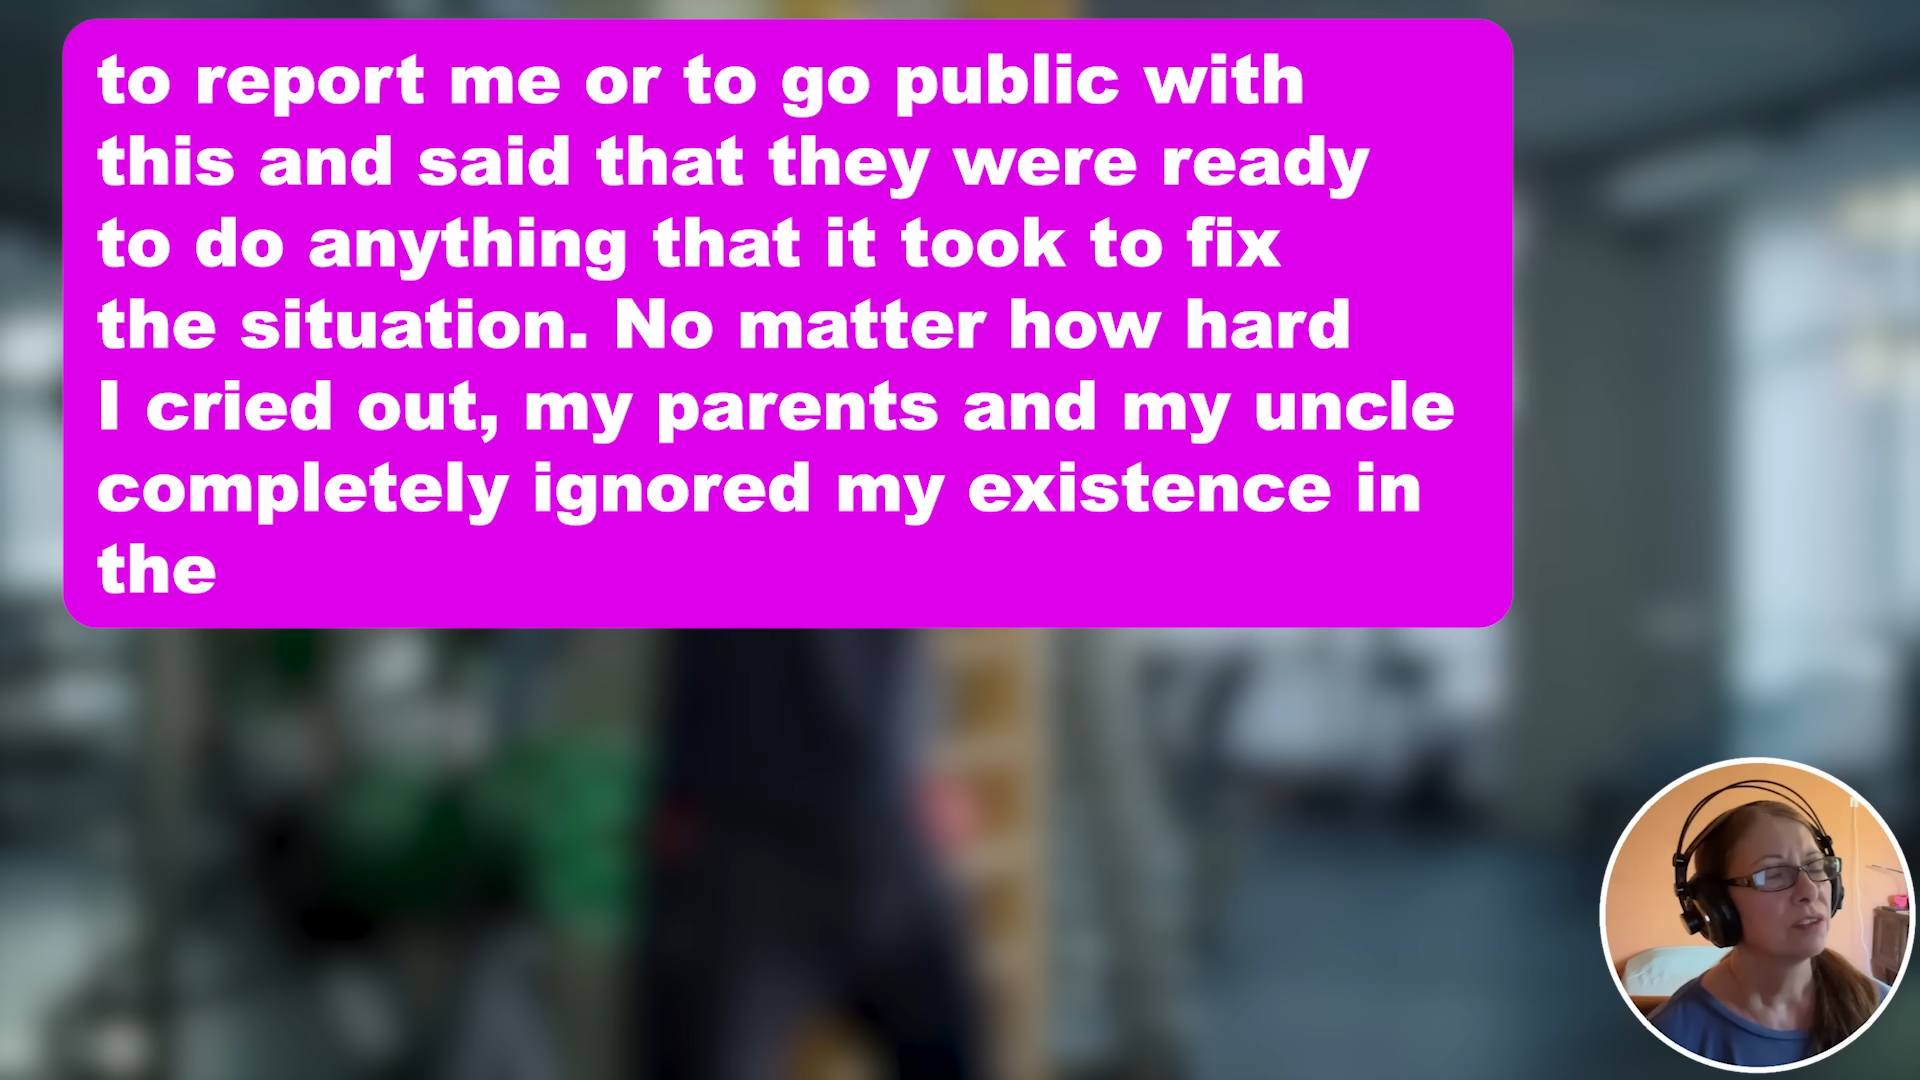 to report me or to go public with
this and said that they were ready
to do anything that it took to fix
the situation. No matter how hard
I cried out, my parents and my uncle
completely ignored my existence in
the